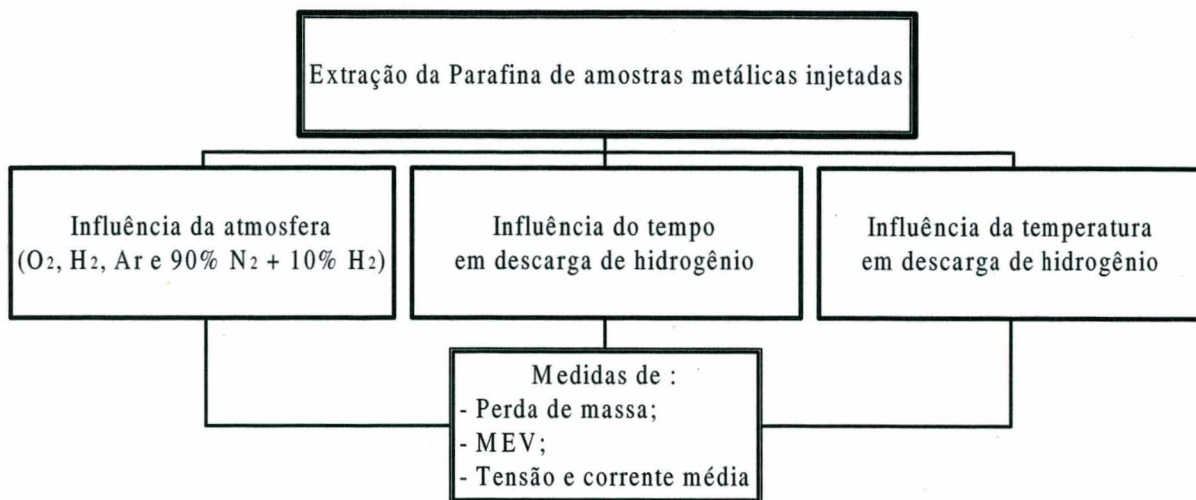 Extração da Parafina de amostras metálicas injetadas
Influência da atmosfera
(O₂, H₂, Ar e 90% N₂ + 10% H₂)
Influência do tempo
em descarga de hidrogênio
Influência da temperatura
em descarga de hidrogênio
Medidas de :
- Perda de massa;
- MEV;
- Tensão e corrente média